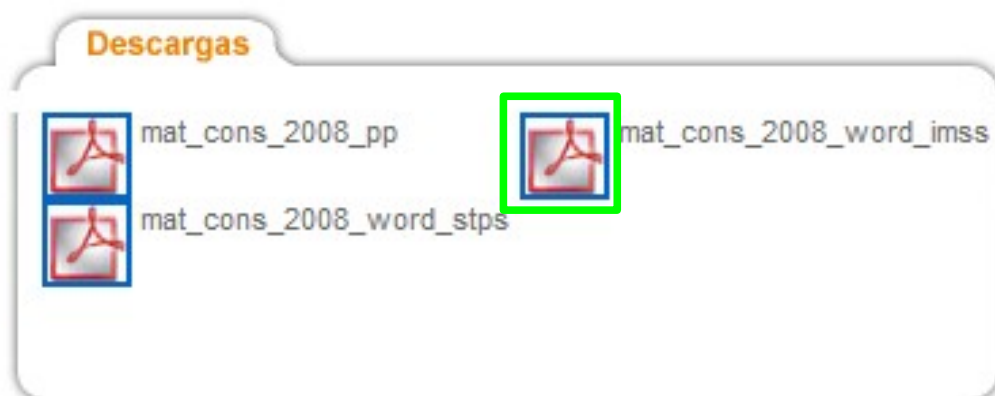 Descargas
mat_cons_2008_pp
mat_cons_2008_word_imss
mat_cons_2008_word_stps